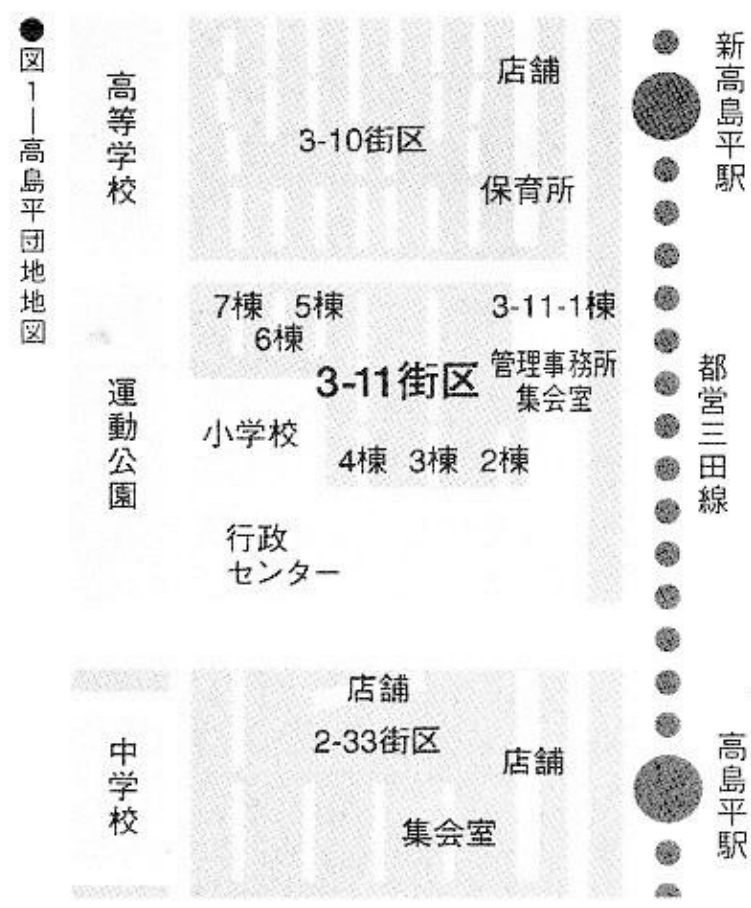 ●図1―高島平団地地図
高等学校
店舗
3-10街区
保育所
新高島平駅
7棟 5棟
6棟
3-11-1棟
3-11街区
管理事務所
集会室
小学校
4棟 3棟 2棟
運動公園
都営三田線
行政
センター
店舗
2-33街区
店舗
集会室
中学校
高島平駅